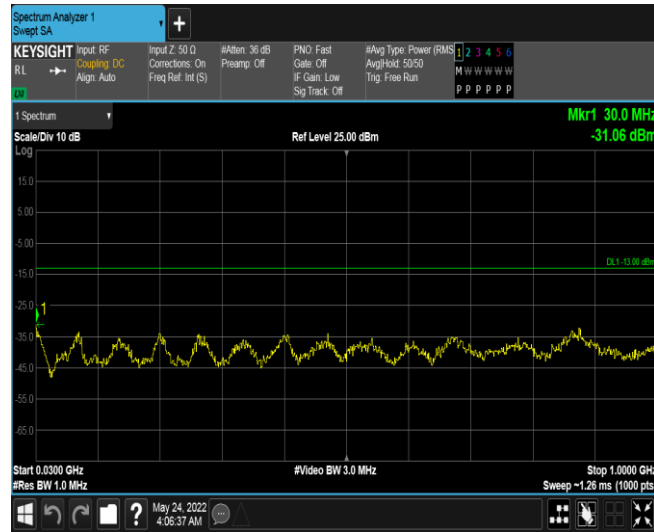 Spectrum Analyzer 1
Swept SA
+
KEYSIGHT
RL
Input: RF
Coupling: DC
Align: Auto
Input Z: 50 Ω
Corrections: On
Freq Ref: Int (S)
#Atten: 36 dB
Preamp: Off
PNO: Fast
Gate: Off
IF Gain: Low
Sig Track: Off
#Avg Type: Power (RMS
Avg|Hold: 50/50
Trig: Free Run
1 2 3 4 5 6
M W W W W W
P P P P P P
1 Spectrum
Scale/Div 10 dB
Ref Level 25.00 dBm
Mkr1 30.0 MHz
-31.06 dBm
Log
15.0
5.00
-5.00
-15.0
-25.0
-35.0
-45.0
-55.0
-65.0
DL1 -13.00 dBm
1
Start 0.0300 GHz
#Video BW 3.0 MHz
Stop 1.0000 GHz
#Res BW 1.0 MHz
Sweep ~1.26 ms (1000 pts
?
May 24, 2022
4:06:37 AM